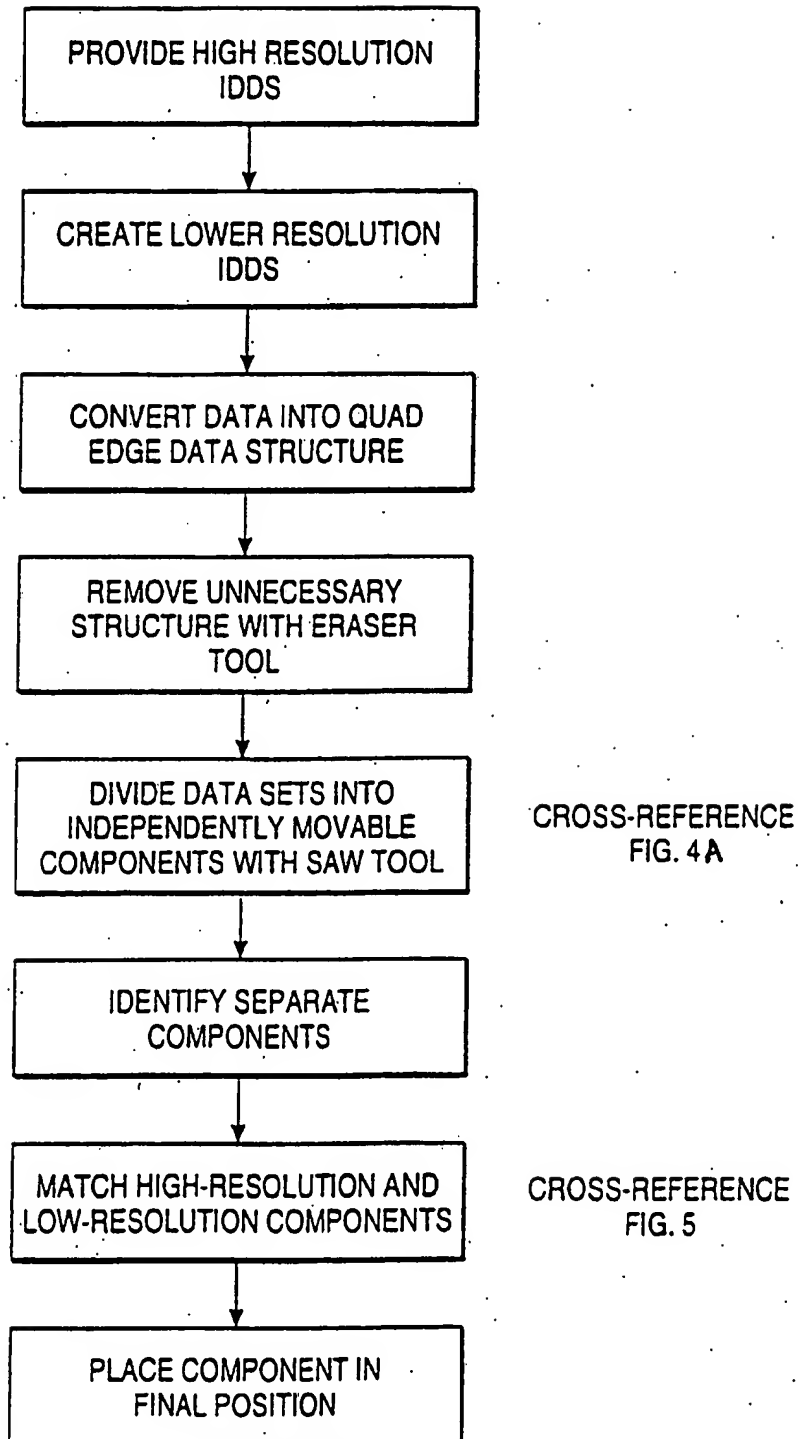 PROVIDE HIGH RESOLUTION
IDDS
CREATE LOWER RESOLUTION
IDDS
CONVERT DATA INTO QUAD
EDGE DATA STRUCTURE
REMOVE UNNECESSARY
STRUCTURE WITH ERASER
TOOL
DIVIDE DATA SETS INTO
INDEPENDENTLY MOVABLE
COMPONENTS WITH SAW TOOL
CROSS-REFERENCE
FIG. 4A
IDENTIFY SEPARATE
COMPONENTS
MATCH HIGH-RESOLUTION AND
LOW-RESOLUTION COMPONENTS
CROSS-REFERENCE
FIG. 5
PLACE COMPONENT IN
FINAL POSITION